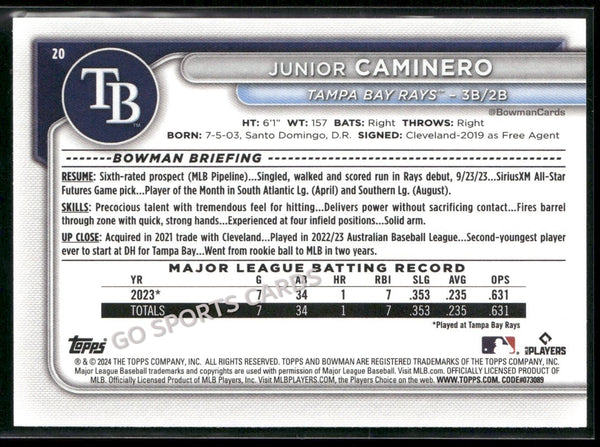 20
TB
TM
JUNIOR CAMINERO
TAMPA BAY RAYS™ – 3B/2B
@BowmanCards
HT: 6'1" WT: 157 BATS: Right THROWS: Right
BORN: 7-5-03, Santo Domingo, D.R. SIGNED: Cleveland-2019 as Free Agent
BOWMAN BRIEFING
RESUME: Sixth-rated prospect (MLB Pipeline)...Singled, walked and scored run in Rays debut, 9/23/23...SiriusXM All-Star
Futures Game pick...Player of the Month in South Atlantic Lg. (April) and Southern Lg. (August).
SKILLS: Precocious talent with tremendous feel for hitting...Delivers power without sacrificing contact...Fires barrel
through zone with quick, strong hands...Experienced at four infield positions...Solid arm.
UP CLOSE: Acquired in 2021 trade with Cleveland...Played in 2022/23 Australian Baseball League...Second-youngest player
ever to start at DH for Tampa Bay...Went from rookie ball to MLB in two years.
MAJOR LEAGUE BATTING RECORD
YR G AB HR RBI SLG AVG OPS
2023* 7 34 1 7 .353 .235 .631
TOTALS 7 34 1 7 .353 .235 .631
*Played at Tampa Bay Rays
GO SPORTS CARDS
Topps
MLB PLAYERS
® & © 2024 THE TOPPS COMPANY, INC. ALL RIGHTS RESERVED. TOPPS AND BOWMAN ARE REGISTERED TRADEMARKS OF THE TOPPS COMPANY, INC.
Major League Baseball trademarks and copyrights are used with permission of Major League Baseball. Visit MLB.com. OFFICIALLY LICENSED PRODUCT OF
MLB. Officially Licensed Product of MLB Players, Inc. Visit MLBPLAYERS.com, the Players Choice on the web. WWW.TOPPS.COM. CODE#073089